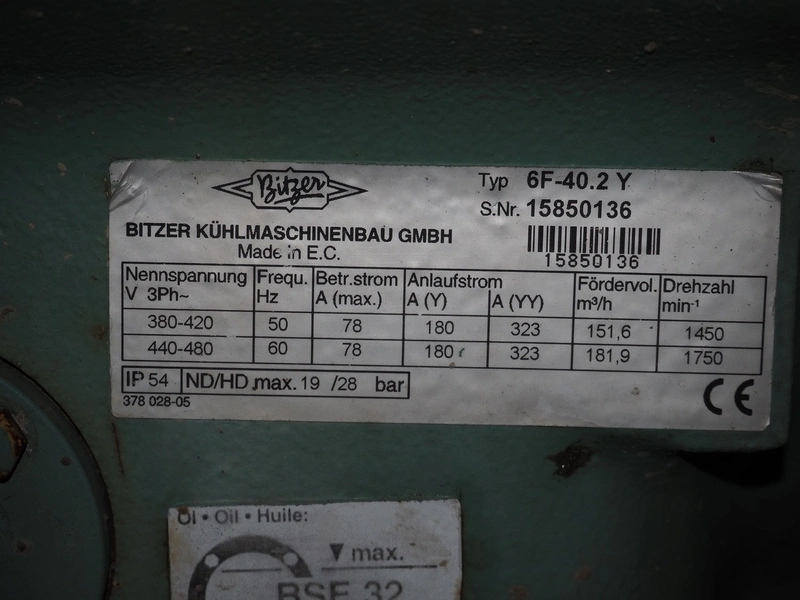 Bitzer
Typ 6F-40.2 Y
S.Nr. 15850136
BITZER KÜHLMASCHINENBAU GMBH
Made in E.C.
15850136
Nennspannung Frequ. Betr.strom Anlaufstrom Fördervol. Drehzahl
V 3Ph~ Hz A (max.) A (Y) A (YY) m³/h min-1
380-420 50 78 180 323 151,6 1450
440-480 60 78 180 323 181,9 1750
IP 54 ND/HD max. 19 /28 bar
CE
378 028-05
Öl • Oil • Huile:
▼ max.
BSE 32